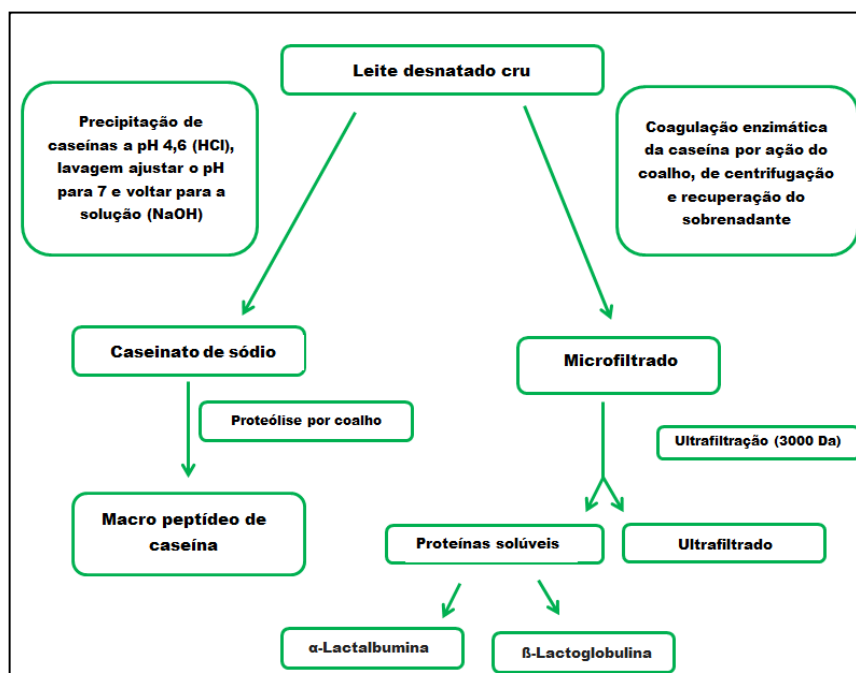 Leite desnatado cru
Precipitação de
caseínas a pH 4,6 (HCl),
lavagem ajustar o pH
para 7 e voltar para a
solução (NaOH)
Coagulação enzimática
da caseína por ação do
coalho, de centrifugação
e recuperação do
sobrenadante
Caseinato de sódio
Microfiltrado
Proteólise por coalho
Ultrafiltração (3000 Da)
Macro peptídeo de
caseína
Proteínas solúveis
Ultrafiltrado
α-Lactalbumina
ß-Lactoglobulina